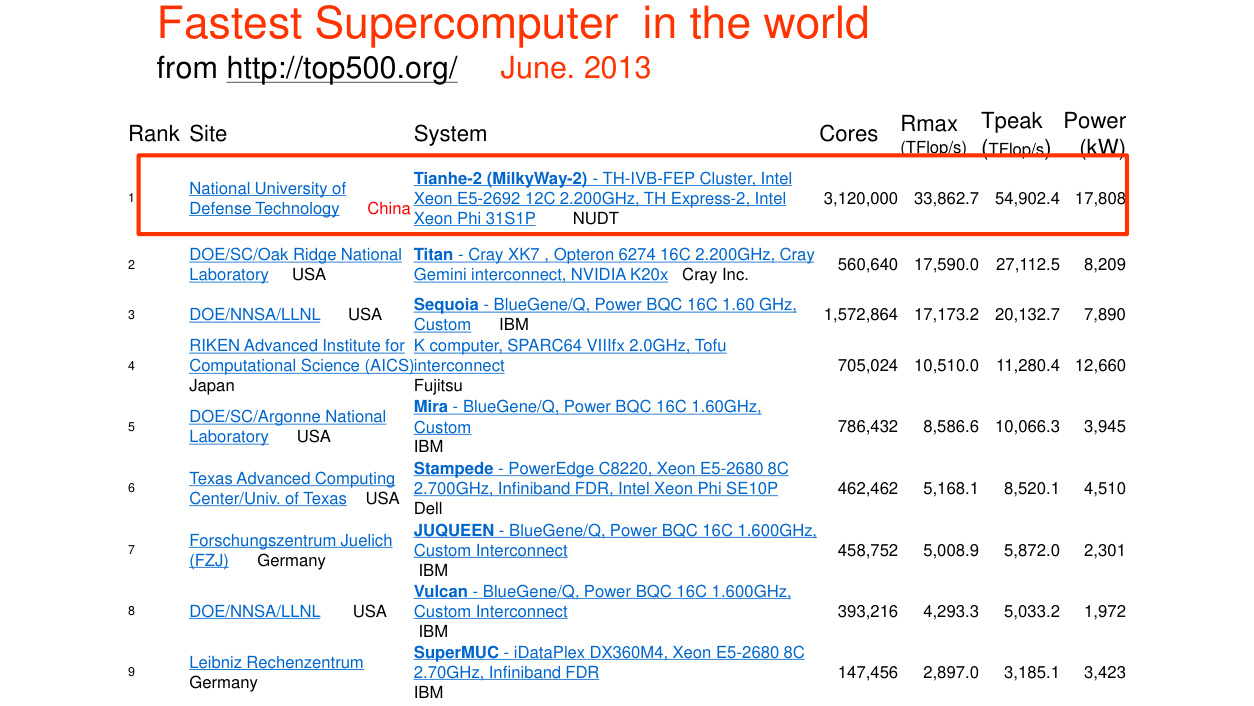 Fastest Supercomputer in the world
from http://top500.org/ June. 2013
Rank Site System Cores Rmax (TFlop/s) Tpeak (TFlop/s) Power (kW)
1 National University of Defense Technology China Tianhe-2 (MilkyWay-2) - TH-IVB-FEP Cluster, Intel Xeon E5-2692 12C 2.200GHz, TH Express-2, Intel Xeon Phi 31S1P NUDT 3,120,000 33,862.7 54,902.4 17,808
2 DOE/SC/Oak Ridge National Laboratory USA Titan - Cray XK7 , Opteron 6274 16C 2.200GHz, Cray Gemini interconnect, NVIDIA K20x Cray Inc. 560,640 17,590.0 27,112.5 8,209
3 DOE/NNSA/LLNL USA Sequoia - BlueGene/Q, Power BQC 16C 1.60 GHz, Custom IBM 1,572,864 17,173.2 20,132.7 7,890
4 RIKEN Advanced Institute for Computational Science (AICS) Japan K computer, SPARC64 VIIIfx 2.0GHz, Tofu interconnect Fujitsu 705,024 10,510.0 11,280.4 12,660
5 DOE/SC/Argonne National Laboratory USA Mira - BlueGene/Q, Power BQC 16C 1.60GHz, Custom IBM 786,432 8,586.6 10,066.3 3,945
6 Texas Advanced Computing Center/Univ. of Texas USA Stampede - PowerEdge C8220, Xeon E5-2680 8C 2.700GHz, Infiniband FDR, Intel Xeon Phi SE10P Dell 462,462 5,168.1 8,520.1 4,510
7 Forschungszentrum Juelich (FZJ) Germany JUQUEEN - BlueGene/Q, Power BQC 16C 1.600GHz, Custom Interconnect IBM 458,752 5,008.9 5,872.0 2,301
8 DOE/NNSA/LLNL USA Vulcan - BlueGene/Q, Power BQC 16C 1.600GHz, Custom Interconnect IBM 393,216 4,293.3 5,033.2 1,972
9 Leibniz Rechenzentrum Germany SuperMUC - iDataPlex DX360M4, Xeon E5-2680 8C 2.70GHz, Infiniband FDR IBM 147,456 2,897.0 3,185.1 3,423